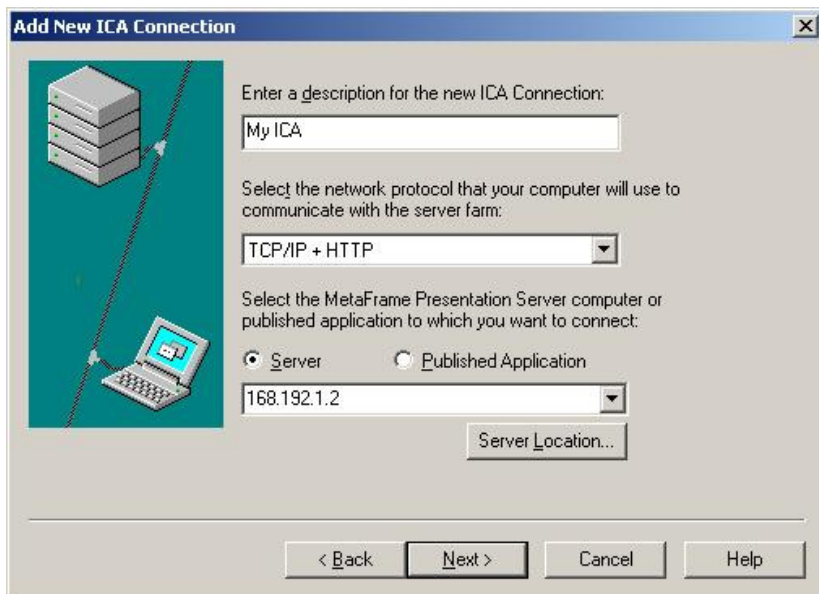 Add New ICA Connection
Enter a description for the new ICA Connection:
My ICA
Select the network protocol that your computer will use to
communicate with the server farm:
TCP/IP + HTTP
Select the MetaFrame Presentation Server computer or
published application to which you want to connect:
Server Published Application
168.192.1.2
Server Location...
< Back Next > Cancel Help